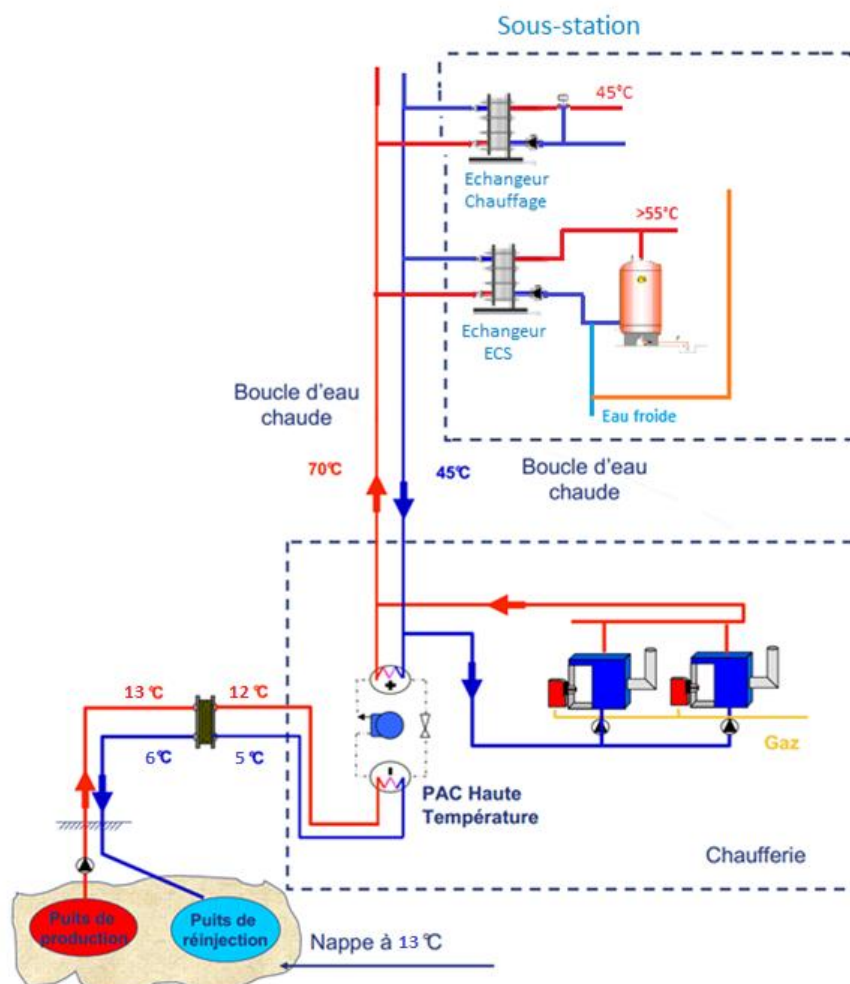 Sous-station
45°C
Echangeur
Chauffage
>55°C
Echangeur
ECS
Eau froide
Boucle d'eau
chaude
Boucle d'eau
chaude
70°C
45°C
13 °C
12 °C
6°C
5 °C
+
-
PAC Haute
Température
Gaz
Chaufferie
Puits de
production
Puits de
réinjection
Nappe à 13 °C